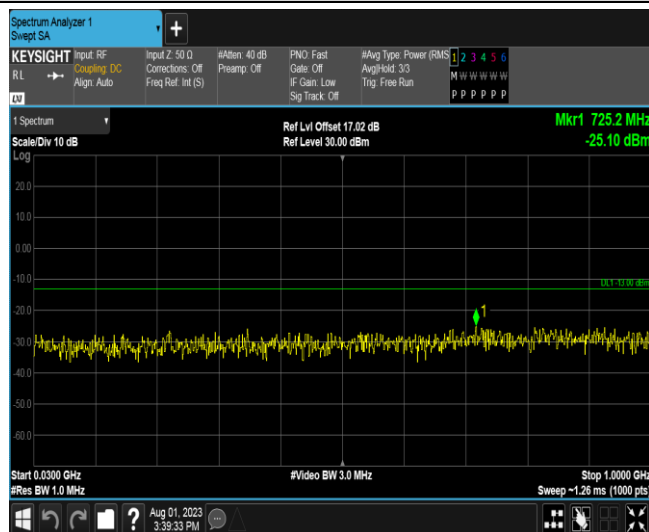 Spectrum Analyzer 1
Swept SA
+
KEYSIGHT
RL
LXI
Input: RF
Coupling: DC
Align: Auto
Input Z: 50 Ω
Corrections: Off
Freq Ref: Int (S)
#Atten: 40 dB
Preamp: Off
PNO: Fast
Gate: Off
IF Gain: Low
Sig Track: Off
#Avg Type: Power (RMS
Avg|Hold: 3/3
Trig: Free Run
1 2 3 4 5 6
M W W W W W
P P P P P P
1 Spectrum
Scale/Div 10 dB
Log
Ref Lvl Offset 17.02 dB
Ref Level 30.00 dBm
Mkr1 725.2 MHz
-25.10 dBm
20.0
10.0
0.00
-10.0
DL1 -13.00 dBm
-20.0
1
-30.0
-40.0
-50.0
-60.0
Start 0.0300 GHz
#Res BW 1.0 MHz
#Video BW 3.0 MHz
Stop 1.0000 GHz
Sweep ~1.26 ms (1000 pts)
?
Aug 01, 2023
3:39:33 PM